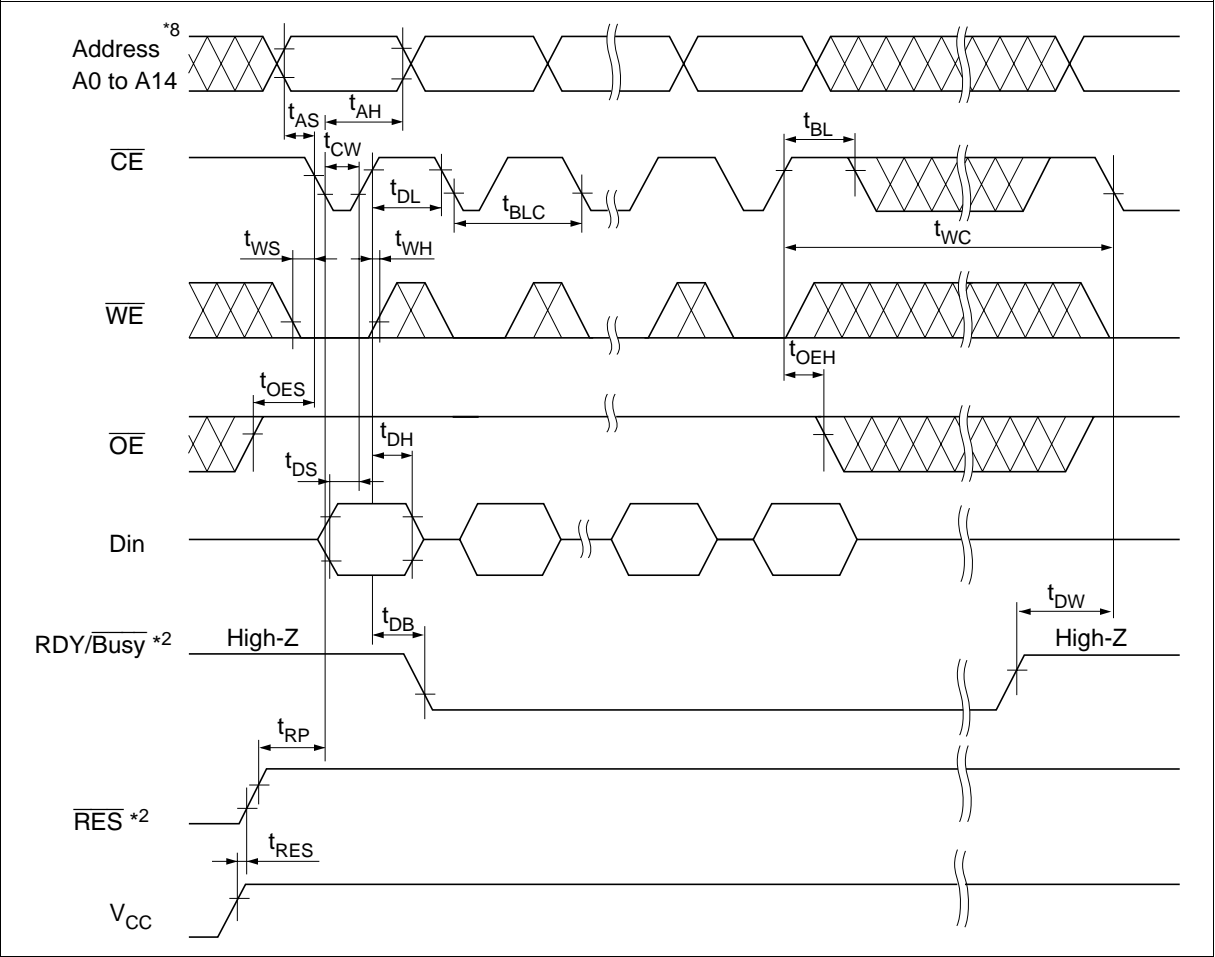 Address *8
A0 to A14
tAS
tAH
tBL
CE
tCW
tDL
tBLC
tWC
tWS
tWH
WE
tOEH
tOES
OE
tDH
tDS
Din
tDW
tDB
RDY/Busy *2
High-Z
High-Z
tRP
RES *2
tRES
VCC